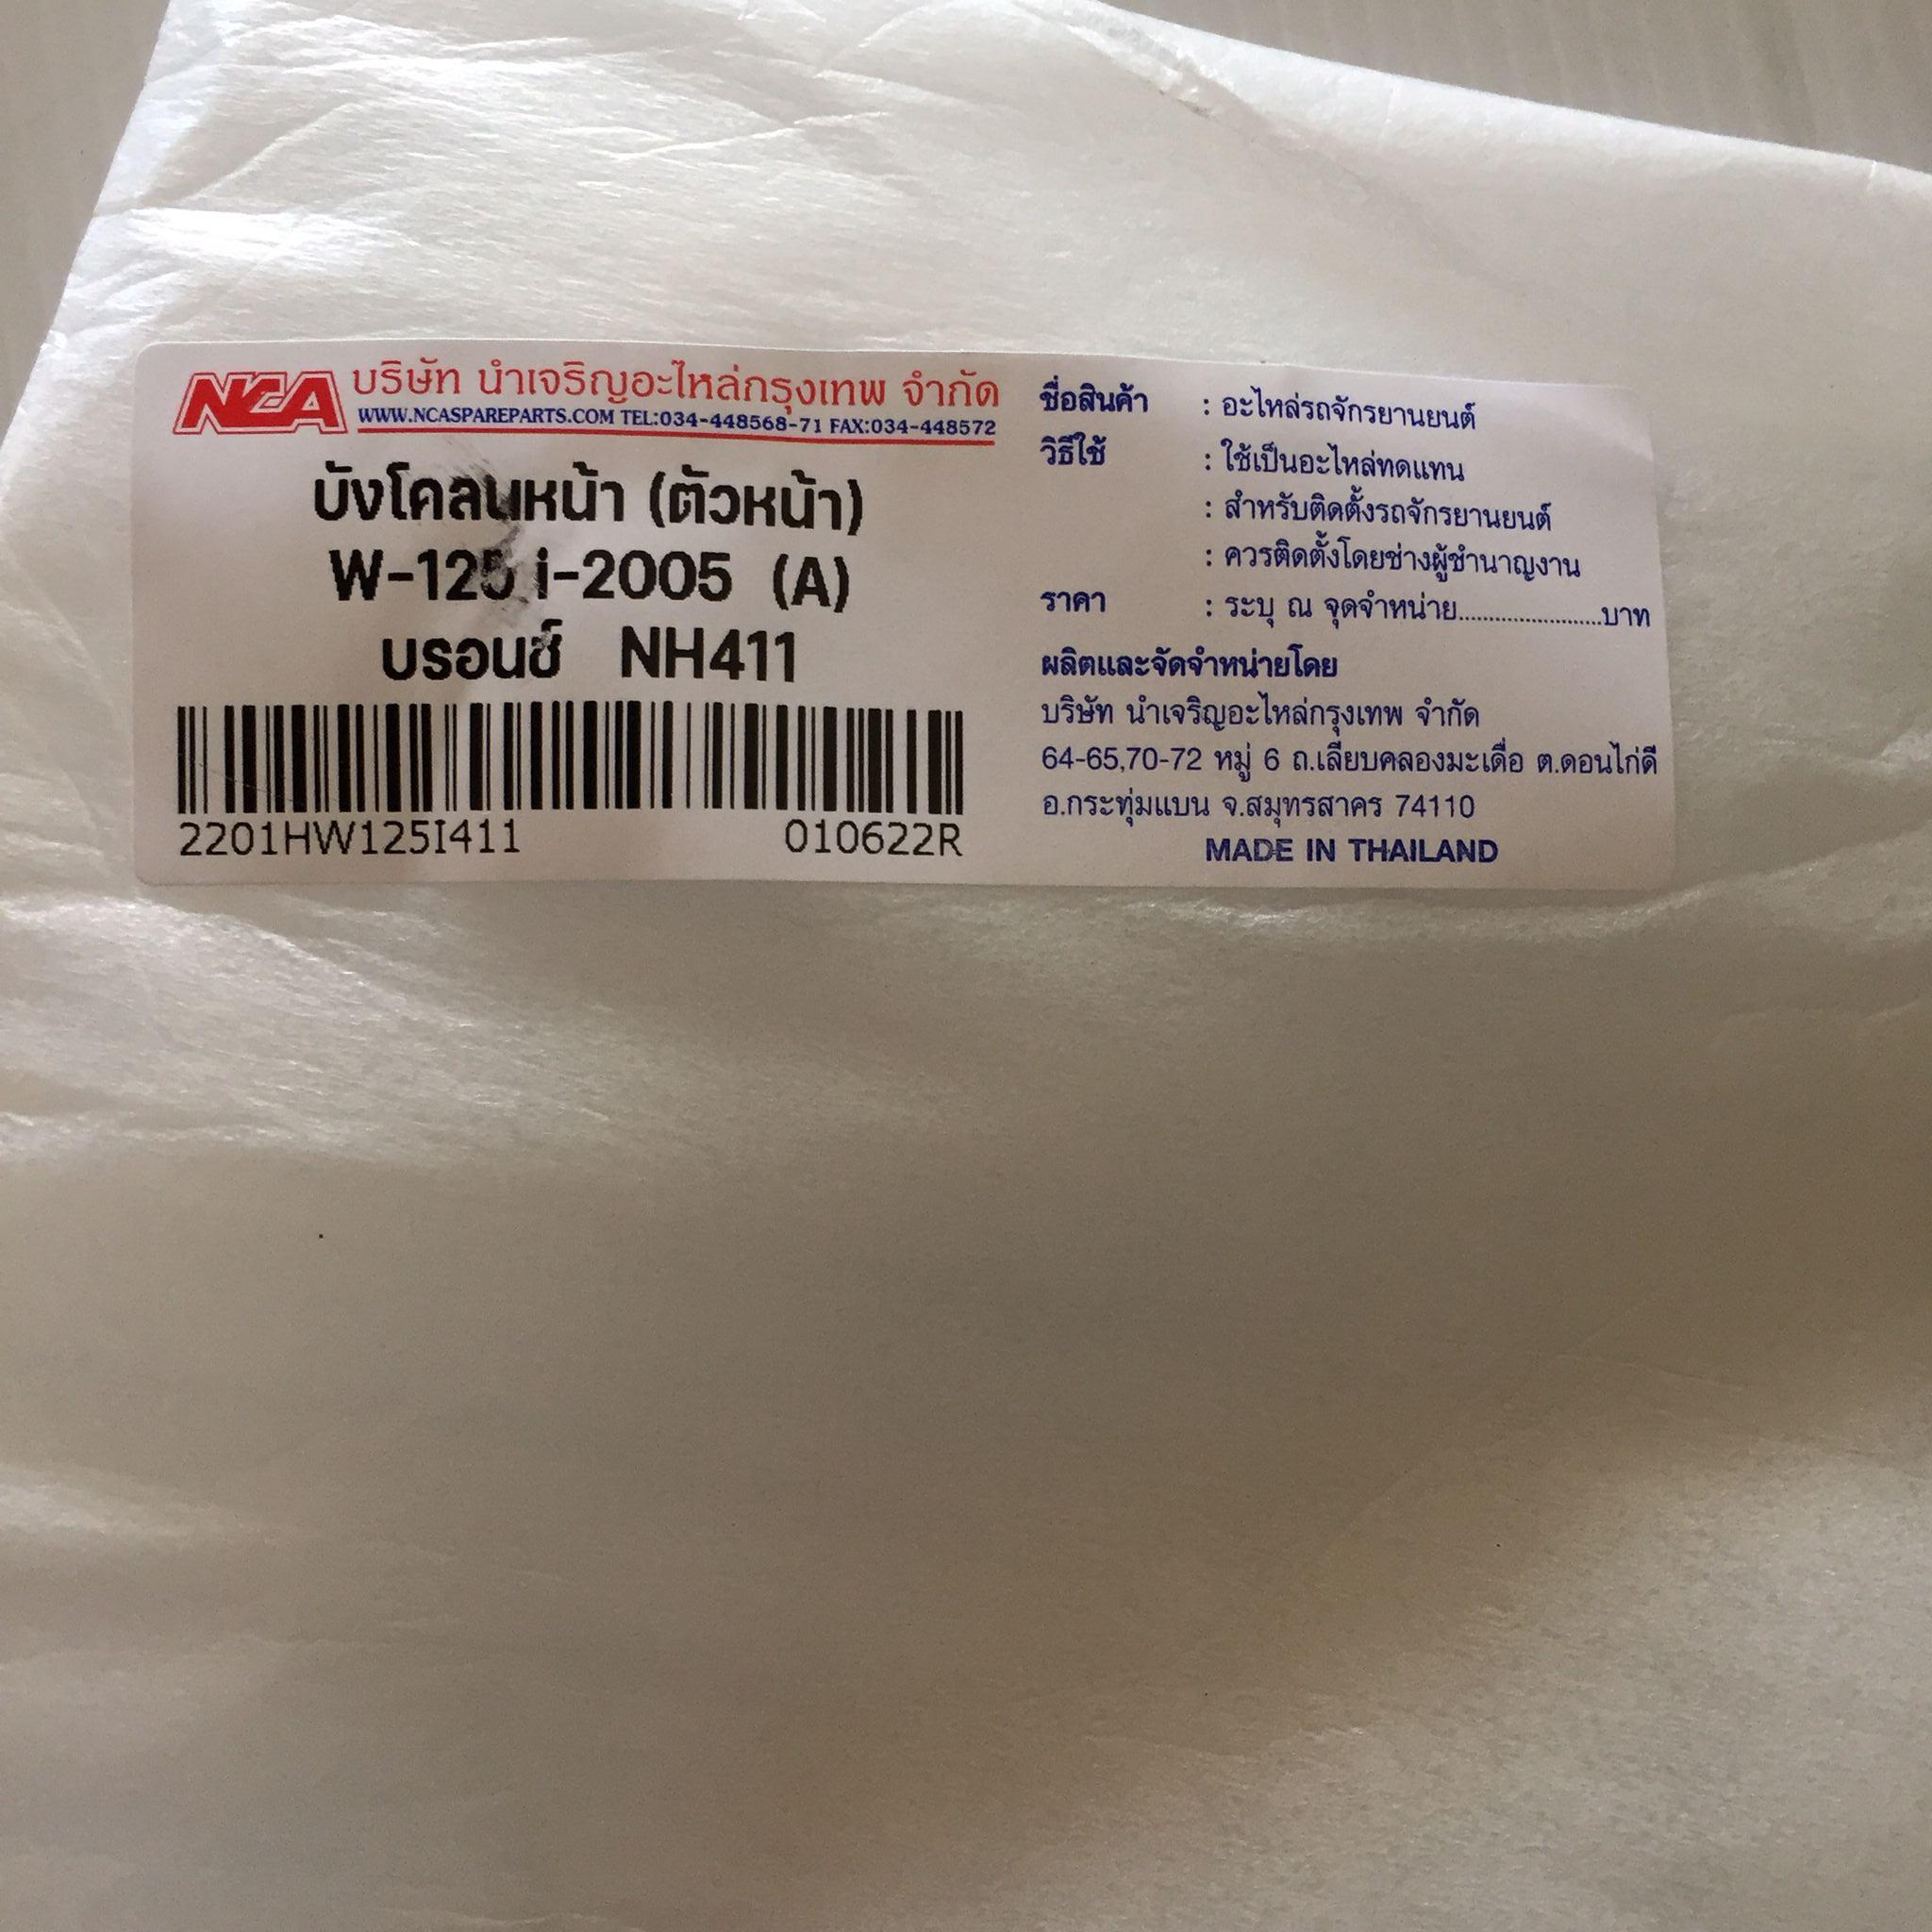 NCA บริษัท นำเจริญอะไหล่กรุงเทพ จำกัด
WWW.NCASPAREPARTS.COM TEL:034-448568-71 FAX:034-448572
บังโคลนหน้า (ตัวหน้า)
W-125 i-2005 (A)
บรอนซ์ NH411
2201HW125I411 010622R
ชื่อสินค้า : อะไหล่รถจักรยานยนต์
วิธีใช้ : ใช้เป็นอะไหล่ทดแทน
: สำหรับติดตั้งรถจักรยานยนต์
: ควรติดตั้งโดยช่างผู้ชำนาญงาน
ราคา : ระบุ ณ จุดจำหน่าย........................บาท
ผลิตและจัดจำหน่ายโดย
บริษัท นำเจริญอะไหล่กรุงเทพ จำกัด
64-65,70-72 หมู่ 6 ถ.เลียบคลองมะเดื่อ ต.ดอนไก่ดี
อ.กระทุ่มแบน จ.สมุทรสาคร 74110
MADE IN THAILAND